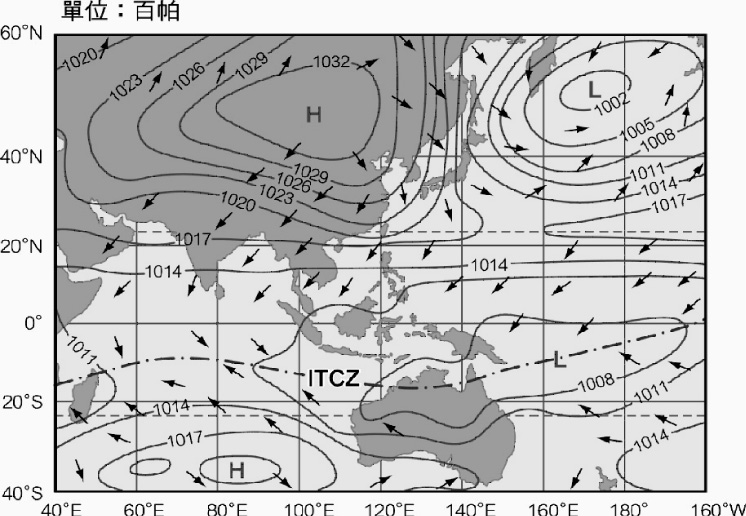 單位：百帕
60°N
1020
1023
1026
1029
1032
H
L
1002
1005
1008
40°N
1029
1026
1023
1020
1011
1014
1017
1017
20°N
1014
1014
0°
1011
ITCZ
L
1008
1011
20°S
1014
1017
H
1014
40°S
40°E
60°E
80°E
100°E
120°E
140°E
160°E
180°
160°W